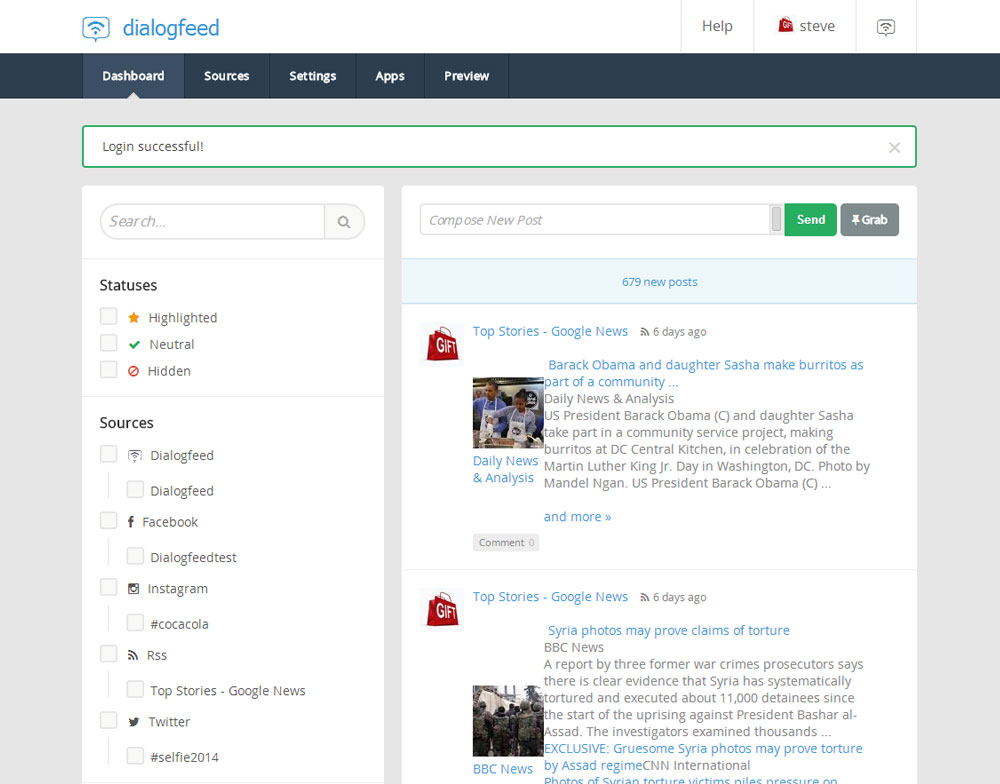 dialogfeed
Help
steve
Dashboard
Sources
Settings
Apps
Preview
Login successful!
Search...
Statuses
Highlighted
Neutral
Hidden
Sources
Dialogfeed
Dialogfeed
Facebook
Dialogfeedtest
Instagram
#cocacola
Rss
Top Stories - Google News
Twitter
#selfie2014
Compose New Post
Send
Grab
679 new posts
GIFT
Top Stories - Google News
6 days ago
Barack Obama and daughter Sasha make burritos as
part of a community ...
Daily News & Analysis
US President Barack Obama (C) and daughter Sasha
take part in a community service project, making
burritos at DC Central Kitchen, in celebration of the
Martin Luther King Jr. Day in Washington, DC. Photo by
Mandel Ngan. US President Barack Obama (C) ...
Daily News
& Analysis
and more »
Comment 0
GIFT
Top Stories - Google News
6 days ago
Syria photos may prove claims of torture
BBC News
A report by three former war crimes prosecutors says
there is clear evidence that Syria has systematically
tortured and executed about 11,000 detainees since
the start of the uprising against President Bashar al-
Assad. The investigators examined thousands ...
EXCLUSIVE: Gruesome Syria photos may prove torture
by Assad regimeCNN International
Photos of Syrian torture victims piles pressure on
BBC News